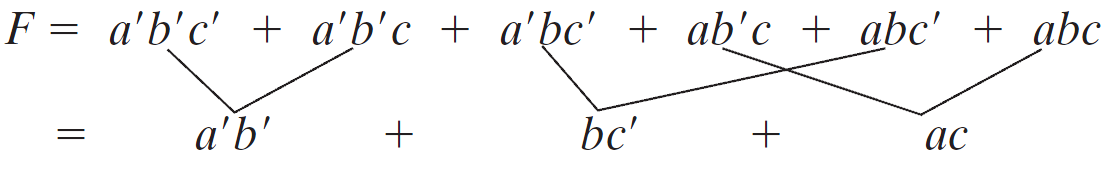 F = a′b′c′ + a′b′c + a′bc′ + ab′c + abc′ + abc
= a′b′ + bc′ + ac